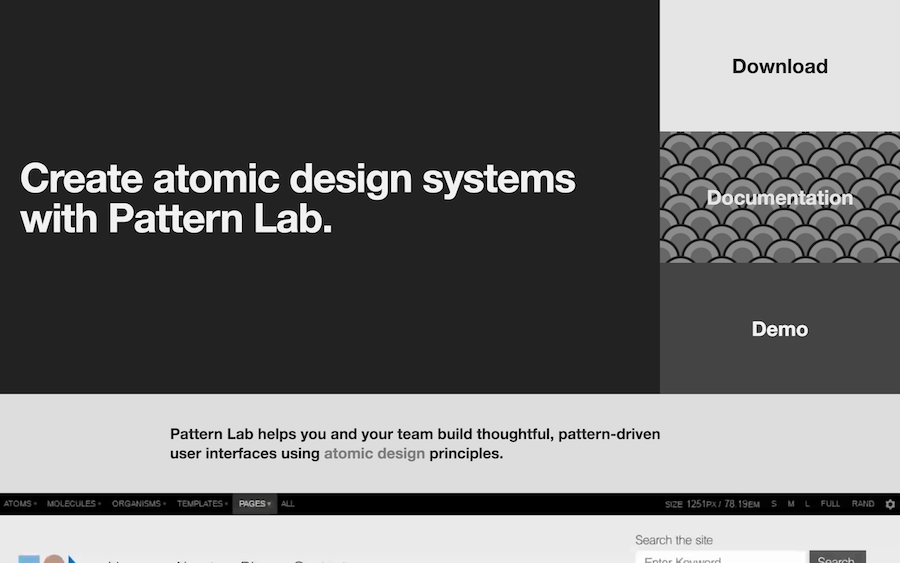 Download
Create atomic design systems
with Pattern Lab.
Documentation
Demo
Pattern Lab helps you and your team build thoughtful, pattern-driven
user interfaces using atomic design principles.
ATOMS MOLECULES ORGANISMS TEMPLATES PAGES ALL SIZE 1251PX / 78.19EM S M L FULL RAND
Search the site
Enter Keyword Search